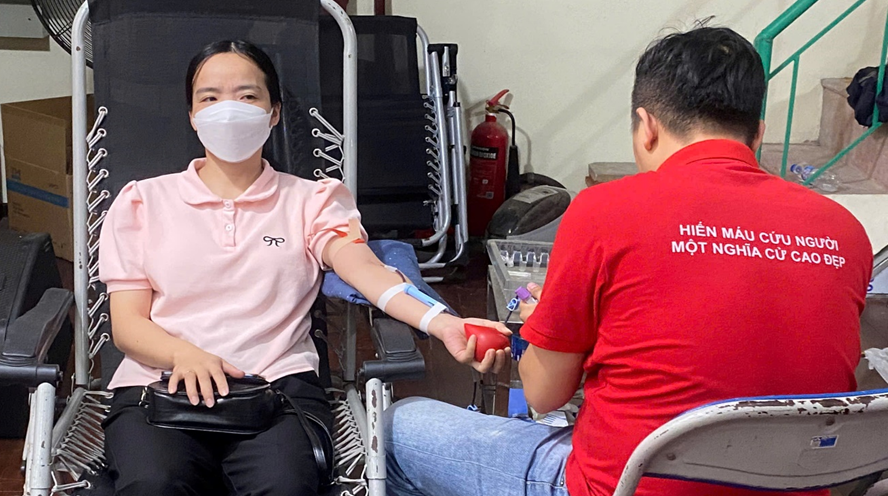 HIẾN MÁU CỨU NGƯỜI
MỘT NGHĨA CỬ CAO ĐẸP